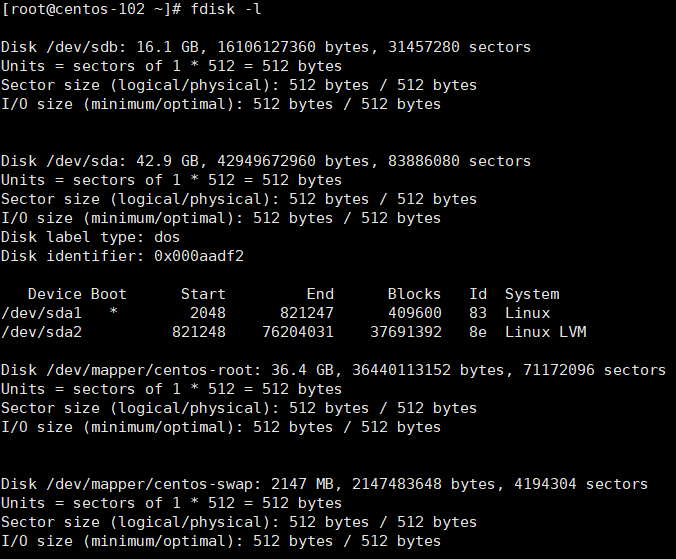 [root@centos-102 ~]# fdisk -l
Disk /dev/sdb: 16.1 GB, 16106127360 bytes, 31457280 sectors
Units = sectors of 1 * 512 = 512 bytes
Sector size (logical/physical): 512 bytes / 512 bytes
I/O size (minimum/optimal): 512 bytes / 512 bytes
Disk /dev/sda: 42.9 GB, 42949672960 bytes, 83886080 sectors
Units = sectors of 1 * 512 = 512 bytes
Sector size (logical/physical): 512 bytes / 512 bytes
I/O size (minimum/optimal): 512 bytes / 512 bytes
Disk label type: dos
Disk identifier: 0x000aadf2
   Device Boot      Start         End      Blocks   Id  System
/dev/sda1   *        2048      821247      409600   83  Linux
/dev/sda2          821248    76204031    37691392   8e  Linux LVM
Disk /dev/mapper/centos-root: 36.4 GB, 36440113152 bytes, 71172096 sectors
Units = sectors of 1 * 512 = 512 bytes
Sector size (logical/physical): 512 bytes / 512 bytes
I/O size (minimum/optimal): 512 bytes / 512 bytes
Disk /dev/mapper/centos-swap: 2147 MB, 2147483648 bytes, 4194304 sectors
Units = sectors of 1 * 512 = 512 bytes
Sector size (logical/physical): 512 bytes / 512 bytes
I/O size (minimum/optimal): 512 bytes / 512 bytes